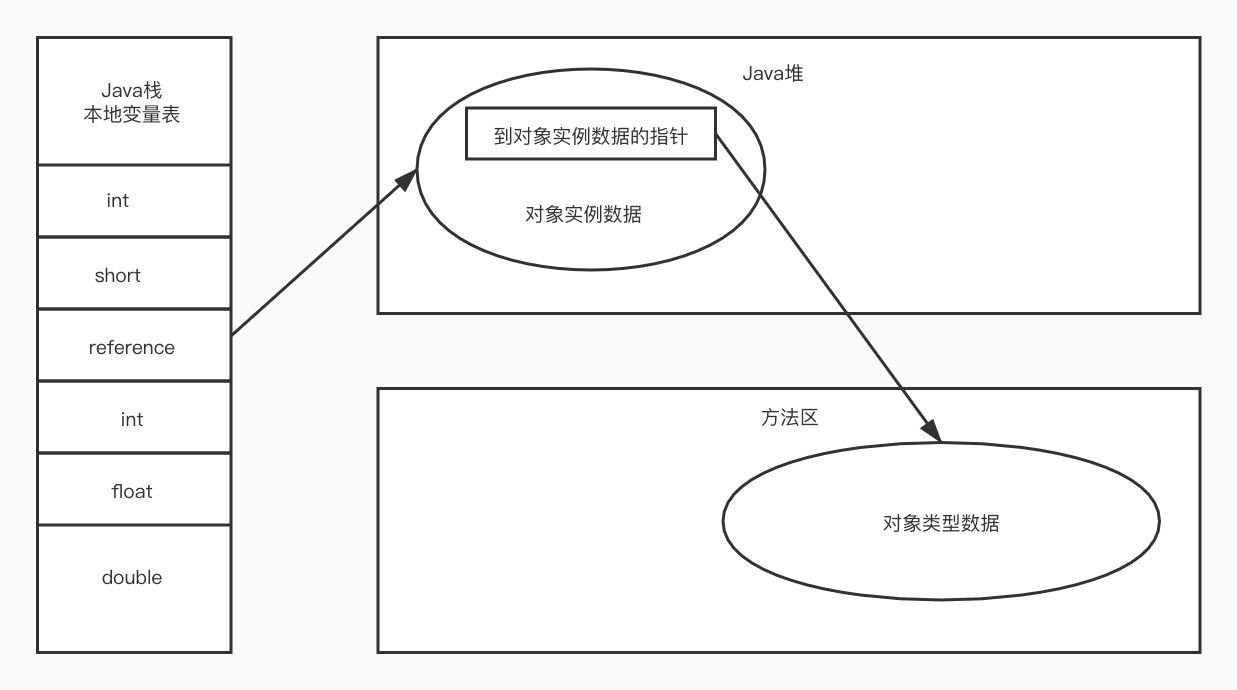 Java栈
本地变量表
int
short
reference
int
float
double
Java堆
到对象实例数据的指针
对象实例数据
方法区
对象类型数据